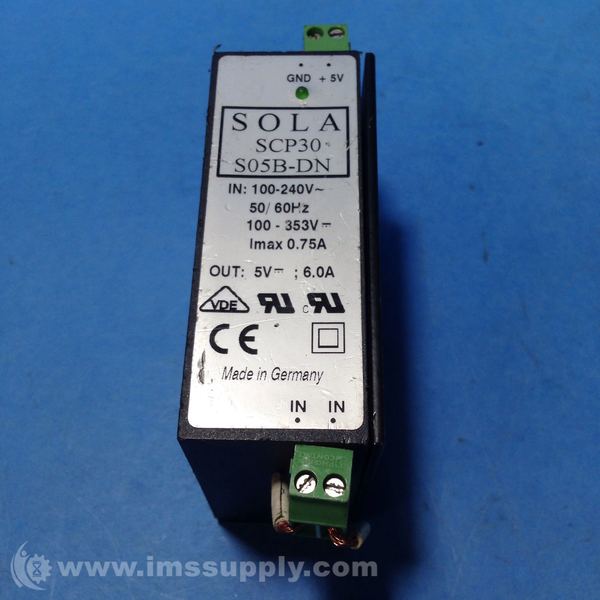 GND + 5V
SOLA
SCP30
S05B-DN
IN: 100-240V~
50/ 60Hz
100 - 353V⎓
Imax 0.75A
OUT: 5V⎓ ; 6.0A
VDE
CE
Made in Germany
IN IN
www.imssupply.com